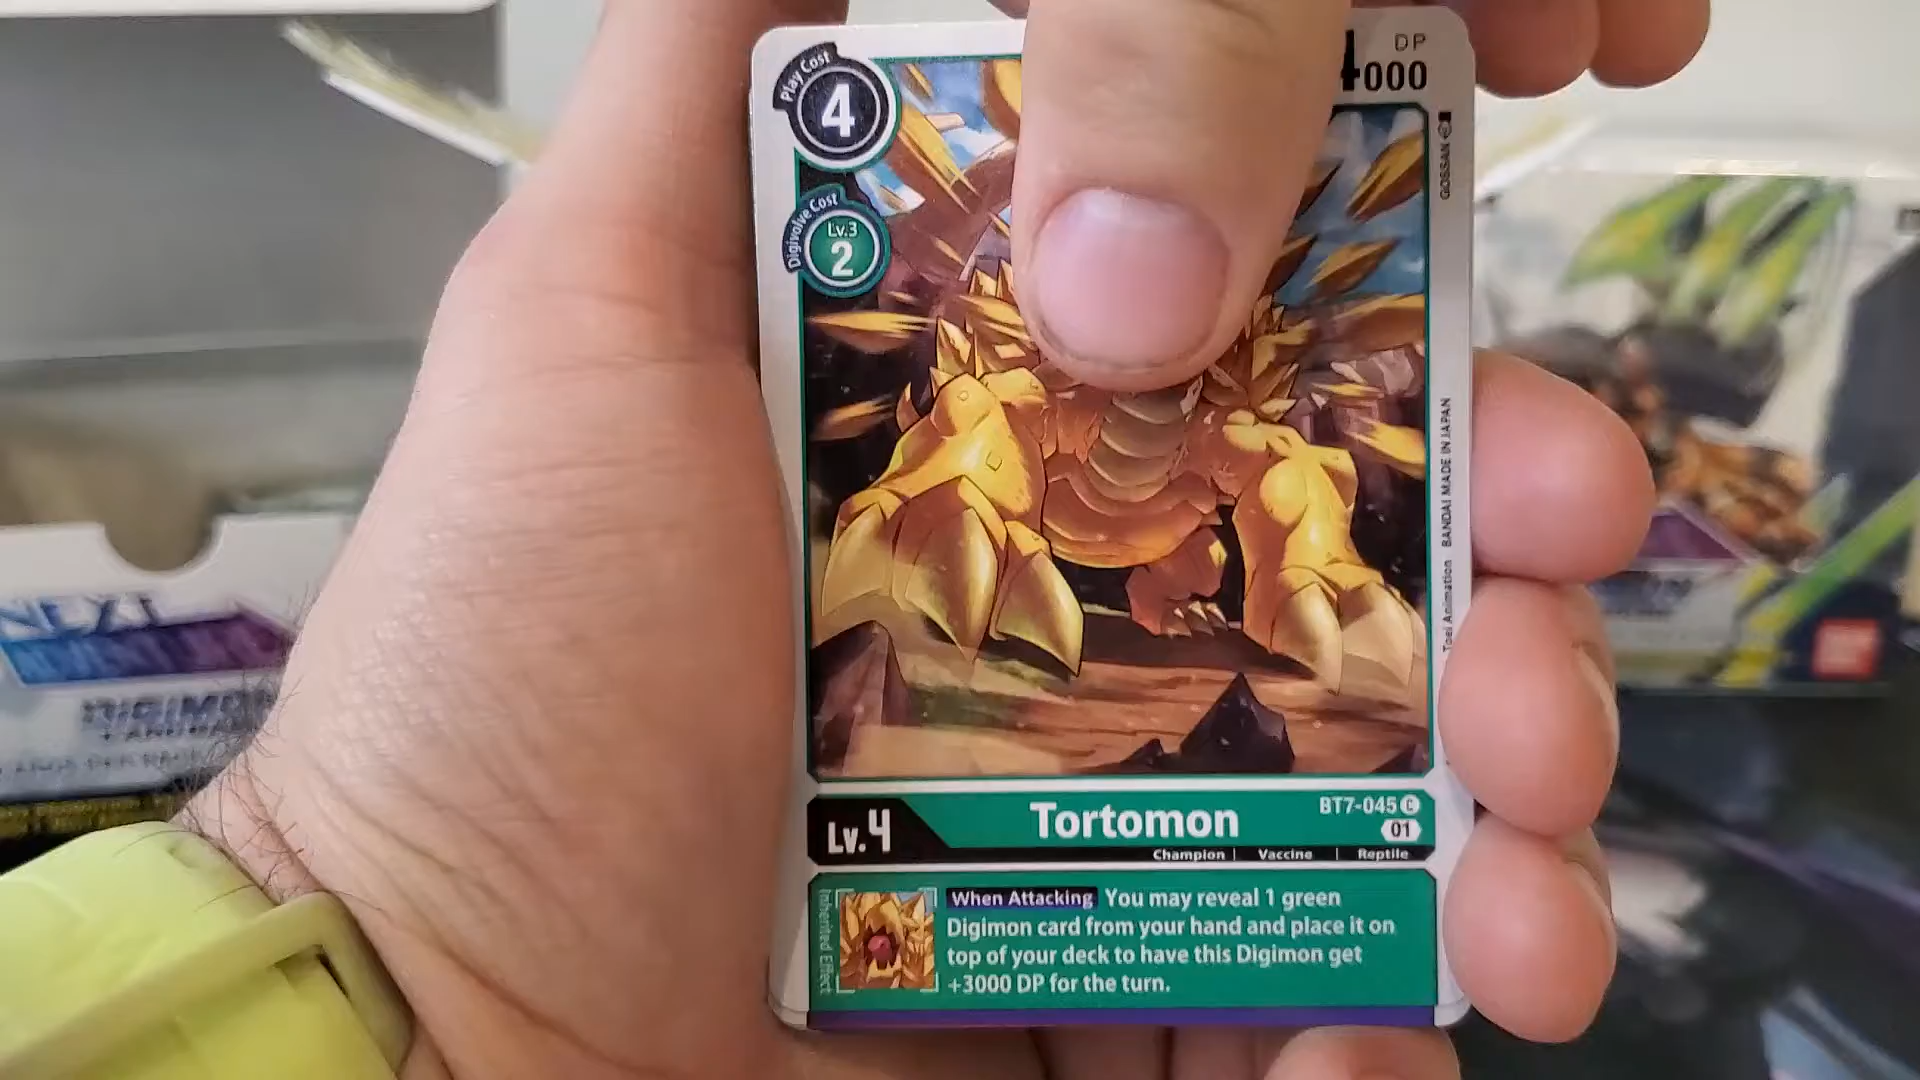 Play Cost
4
DP
4000
Digivolve Cost
Lv.3
2
GOSSAN
Toei Animation BANDAI MADE IN JAPAN
NEXT
DIGIMON
Lv.4
Tortomon
BT7-045 C
01
Champion | Vaccine | Reptile
Inherited Effect
When Attacking You may reveal 1 green
Digimon card from your hand and place it on
top of your deck to have this Digimon get
+3000 DP for the turn.